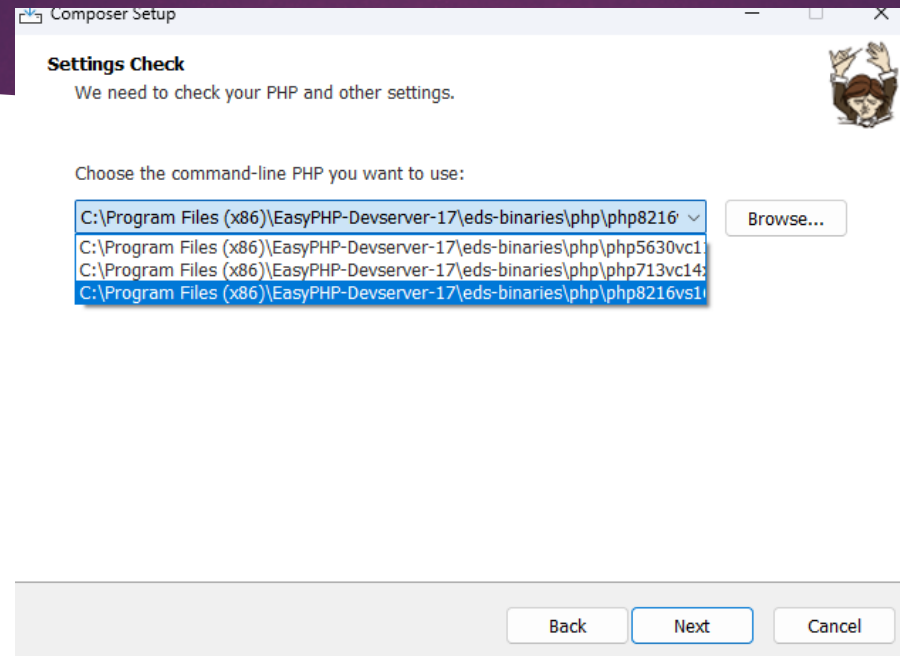 Composer Setup
Settings Check
We need to check your PHP and other settings.
Choose the command-line PHP you want to use:
C:\Program Files (x86)\EasyPHP-Devserver-17\eds-binaries\php\php8216
Browse...
C:\Program Files (x86)\EasyPHP-Devserver-17\eds-binaries\php\php5630vc1
C:\Program Files (x86)\EasyPHP-Devserver-17\eds-binaries\php\php713vc14
C:\Program Files (x86)\EasyPHP-Devserver-17\eds-binaries\php\php8216vs1
Back
Next
Cancel